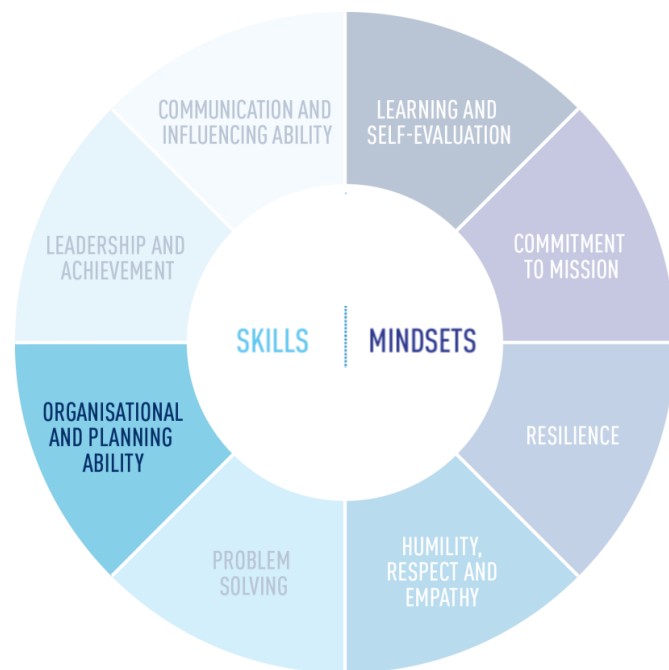 COMMUNICATION AND
INFLUENCING ABILITY
LEARNING AND
SELF-EVALUATION
LEADERSHIP AND
ACHIEVEMENT
COMMITMENT
TO MISSION
SKILLS
MINDSETS
ORGANISATIONAL
AND PLANNING
ABILITY
RESILIENCE
PROBLEM
SOLVING
HUMILITY,
RESPECT AND
EMPATHY